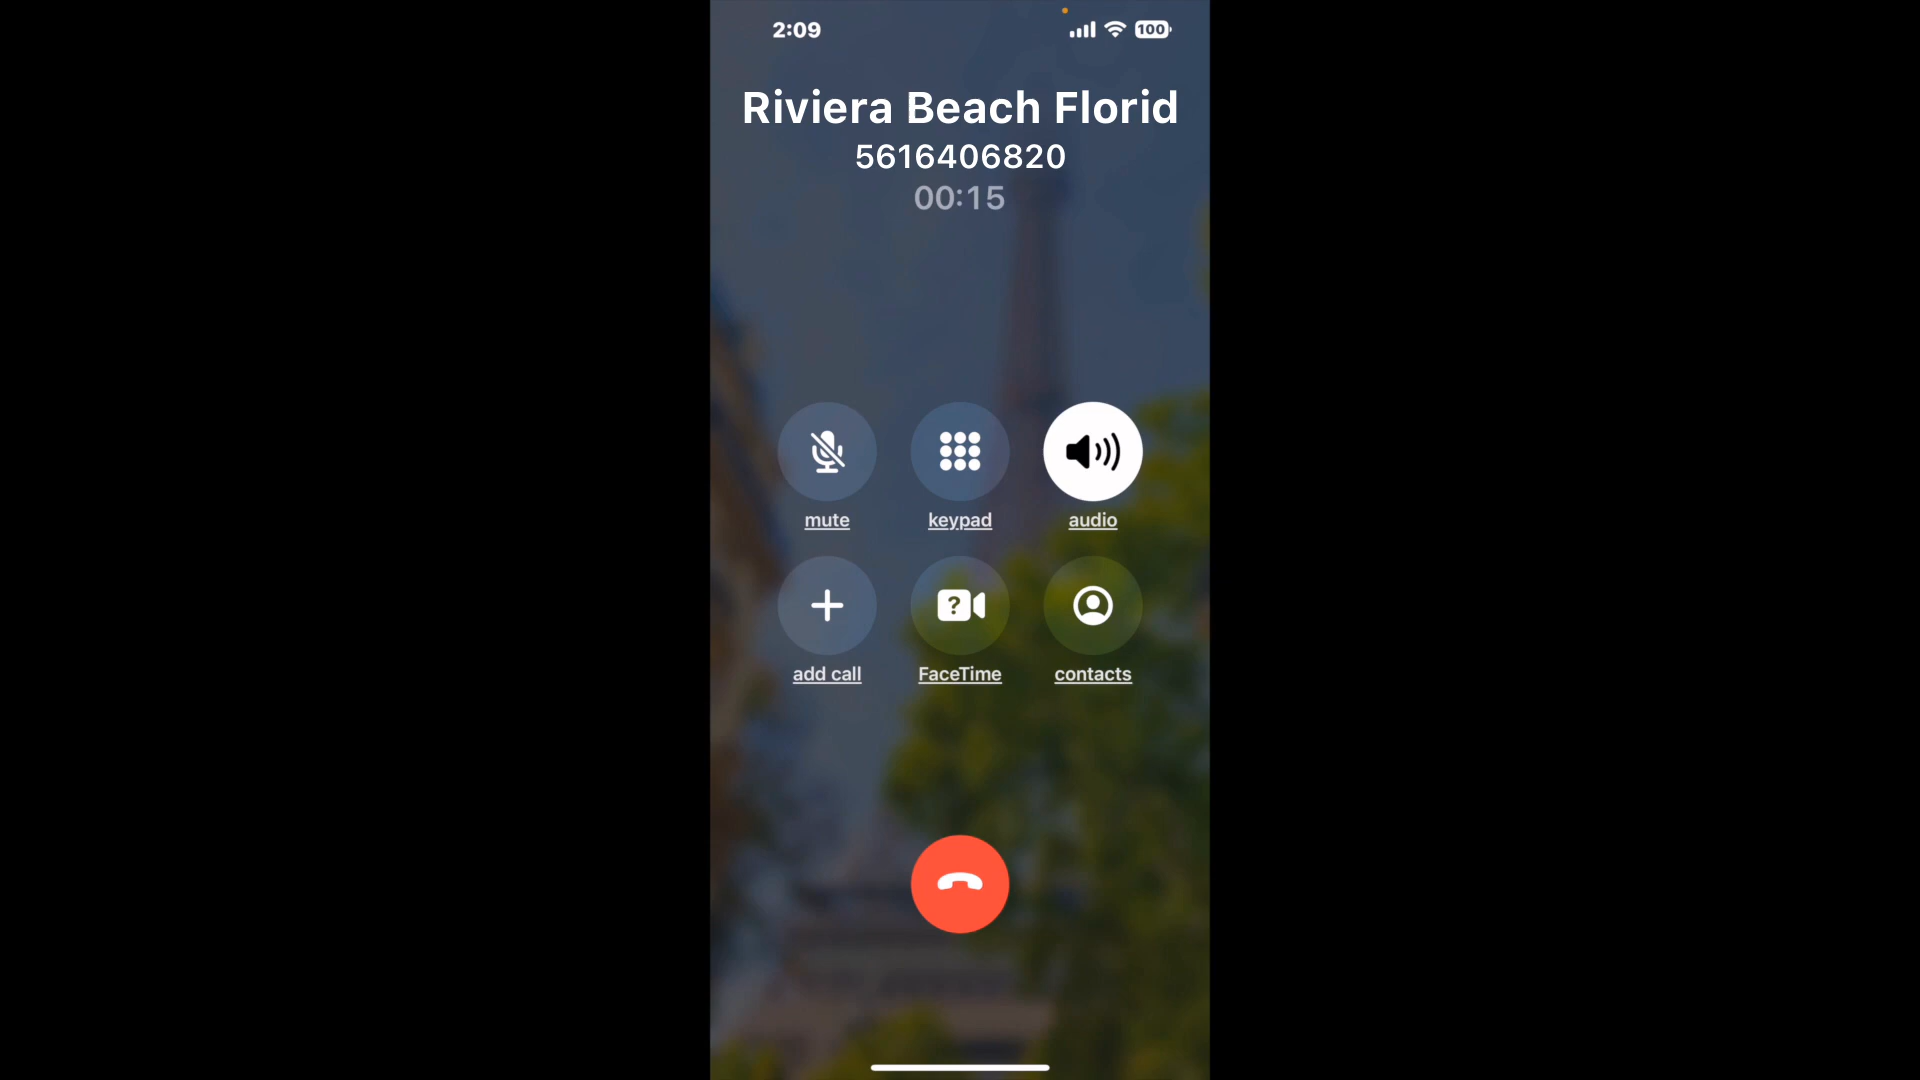 2:09
100
Riviera Beach Florid
5616406820
00:15
mute
keypad
audio
?
add call
FaceTime
contacts